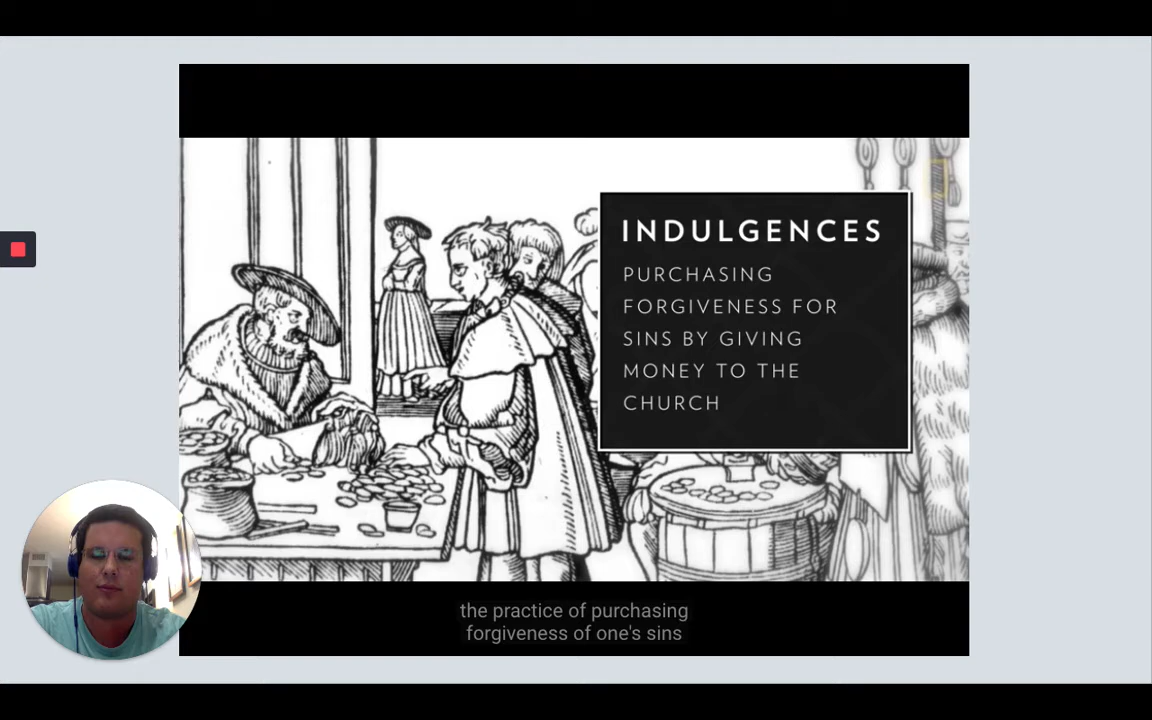 INDULGENCES
PURCHASING
FORGIVENESS FOR
SINS BY GIVING
MONEY TO THE
CHURCH
the practice of purchasing
forgiveness of one's sins